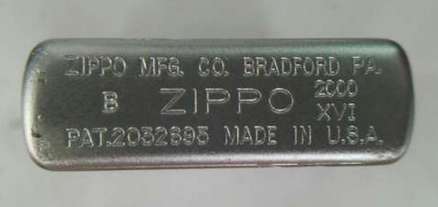 ZIPPO MFG. CO. BRADFORD PA.
B ZIPPO 2000 XVI
PAT.2032695 MADE IN U.S.A.